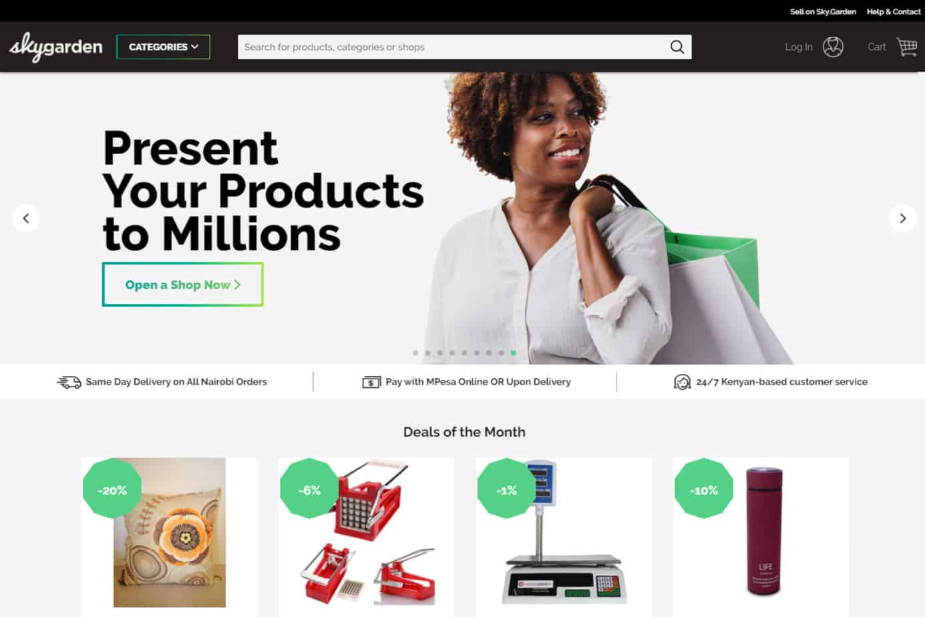 Sell on Sky.Garden Help & Contact
skygarden CATEGORIES Search for products, categories or shops Log In Cart
Present
Your Products
to Millions
Open a Shop Now
Same Day Delivery on All Nairobi Orders Pay with MPesa Online OR Upon Delivery 24/7 Kenyan-based customer service
Deals of the Month
-20% -6% -1% -10%
LIFE